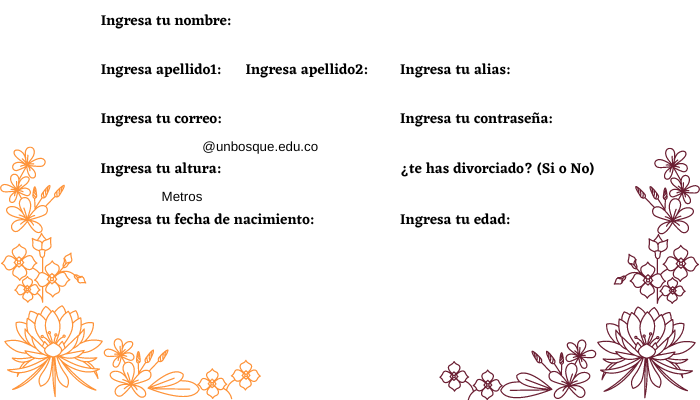 Ingresa tu nombre:
Ingresa apellido1: Ingresa apellido2: Ingresa tu alias:
Ingresa tu correo: Ingresa tu contraseña:
@unbosque.edu.co
Ingresa tu altura: ¿te has divorciado? (Si o No)
Metros
Ingresa tu fecha de nacimiento: Ingresa tu edad: